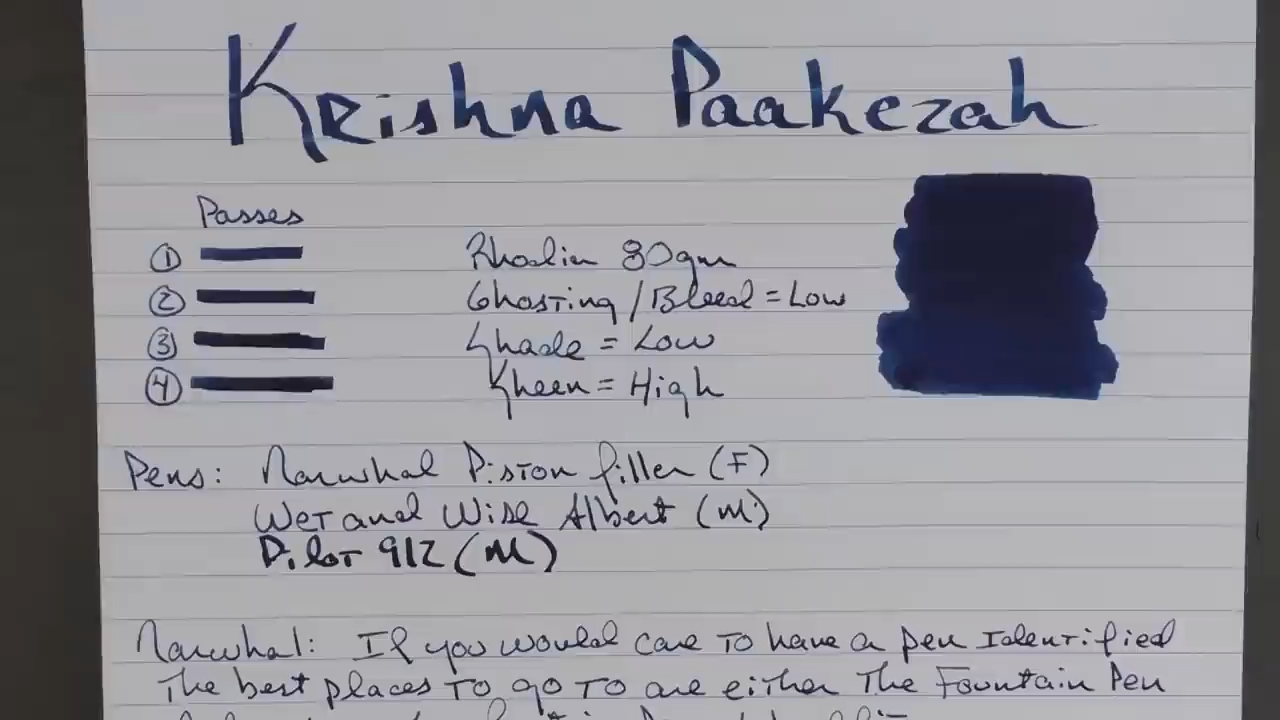 Krishna Paakezah
Passes
① Rhodia 80gm
② Ghosting / Bleed = Low
③ Shade = Low
④ Sheen = High
Pens: Narwhal Piston filler (F)
Wet and Wise Albert (M)
Pilot 912 (M)
Narwhal: If you would care to have a pen Identified
The best places to go to are either The Fountain Pen